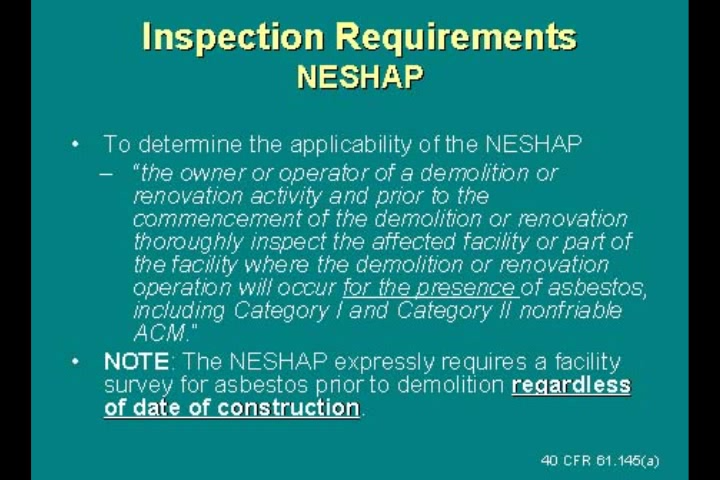 Inspection Requirements
NESHAP
• To determine the applicability of the NESHAP
– "the owner or operator of a demolition or
renovation activity and prior to the
commencement of the demolition or renovation
thoroughly inspect the affected facility or part of
the facility where the demolition or renovation
operation will occur for the presence of asbestos,
including Category I and Category II nonfriable
ACM."
• NOTE: The NESHAP expressly requires a facility
survey for asbestos prior to demolition regardless
of date of construction.
40 CFR 61.145(a)